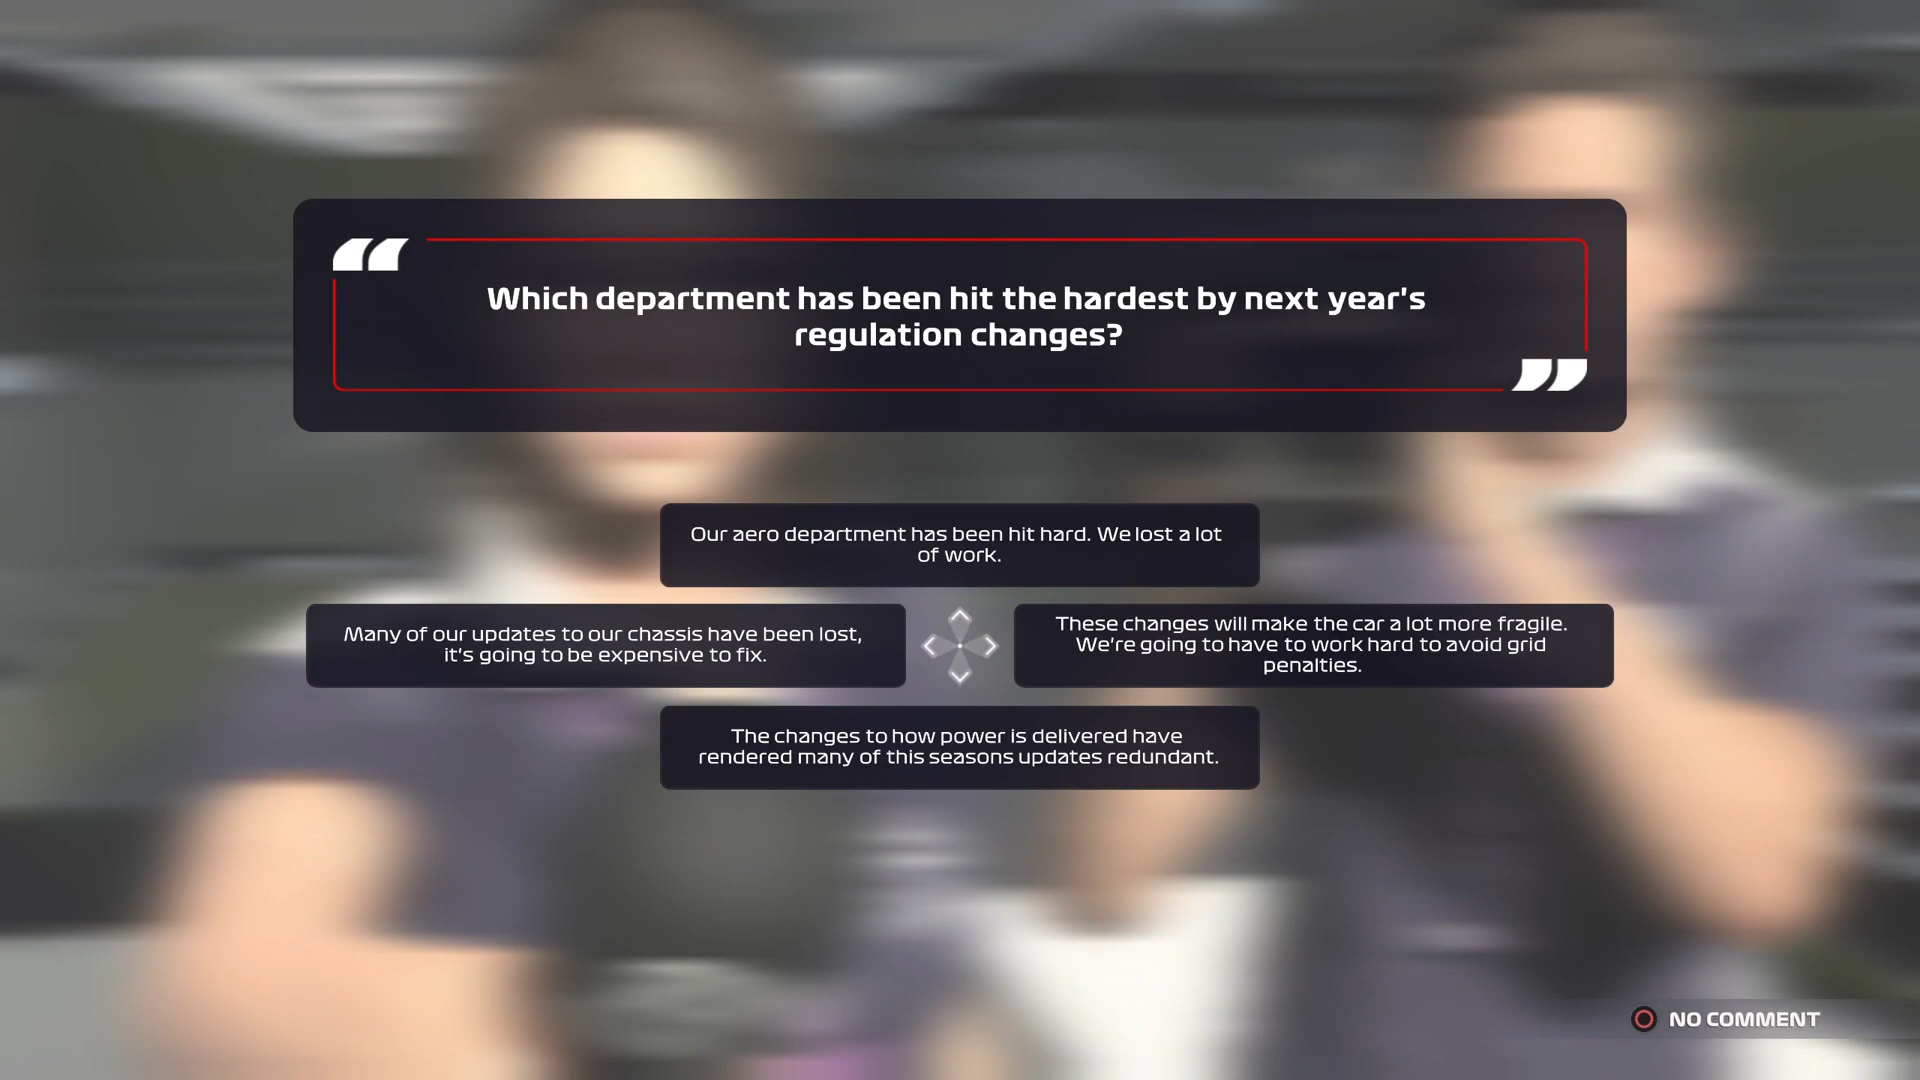 Which department has been hit the hardest by next year's
regulation changes?
Our aero department has been hit hard. We lost a lot
of work.
Many of our updates to our chassis have been lost,
it's going to be expensive to fix.
These changes will make the car a lot more fragile.
We're going to have to work hard to avoid grid
penalties.
The changes to how power is delivered have
rendered many of this seasons updates redundant.
NO COMMENT